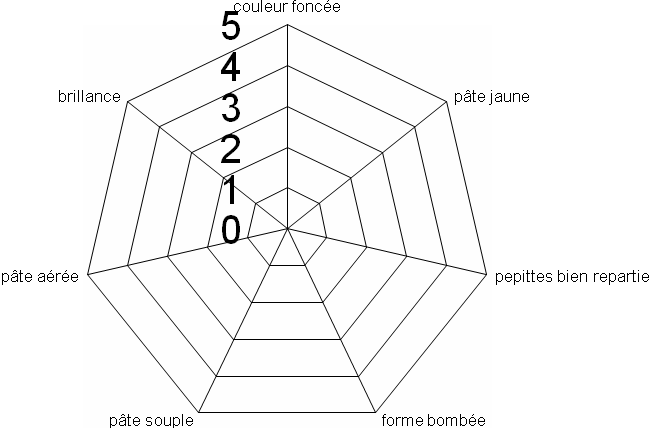 couleur foncée
5
4
3
2
1
0
brillance
pâte jaune
pâte aérée
pepittes bien repartie
pâte souple
forme bombée